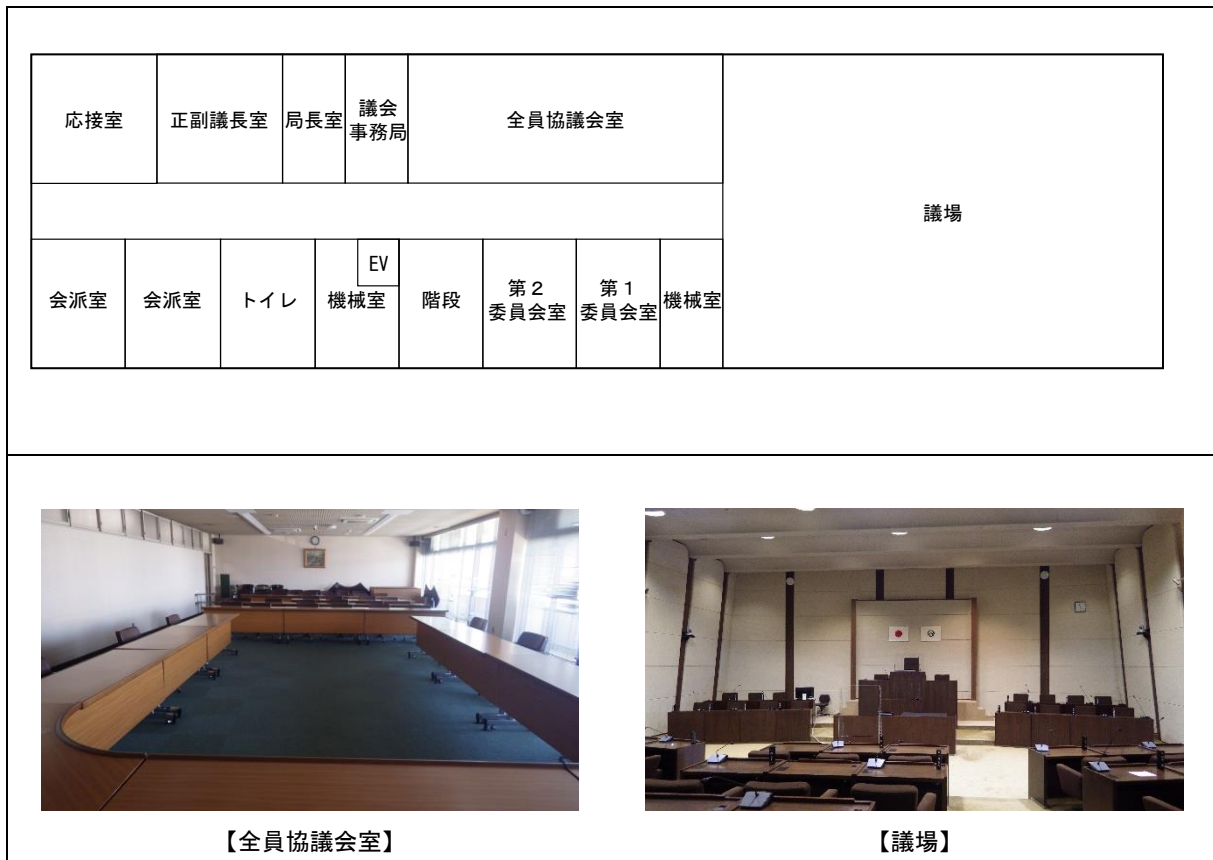 応接室
正副議長室
局長室
議会
事務局
全員協議会室
議場
会派室
会派室
トイレ
機械室
EV
階段
第2
委員会室
第1
委員会室
機械室
【全員協議会室】
【議場】